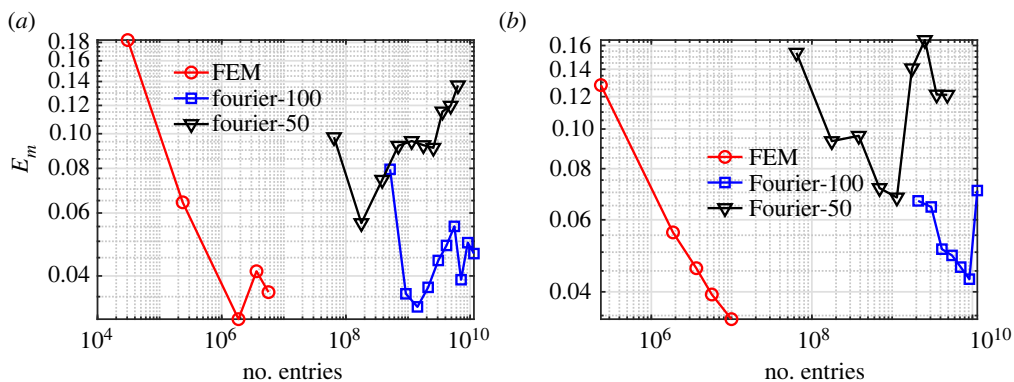 (a)
0.18
0.18
0.14
0.12
0.10
0.08
0.06
0.04
E_m
FEM
fourier-100
fourier-50
10^4
10^6
10^8
10^10
no. entries
(b)
0.16
0.14
0.12
0.10
0.08
0.06
0.04
FEM
Fourier-100
Fourier-50
10^6
10^8
10^10
no. entries